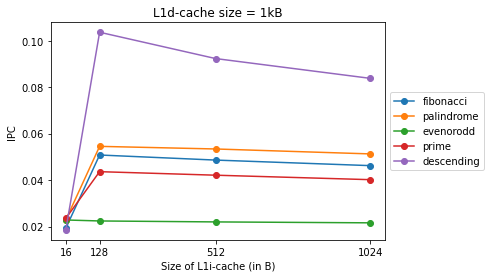 L1d-cache size = 1kB
0.10
0.08
0.06
0.04
0.02
IPC
16
128
512
1024
Size of L1i-cache (in B)
fibonacci
palindrome
evenorodd
prime
descending